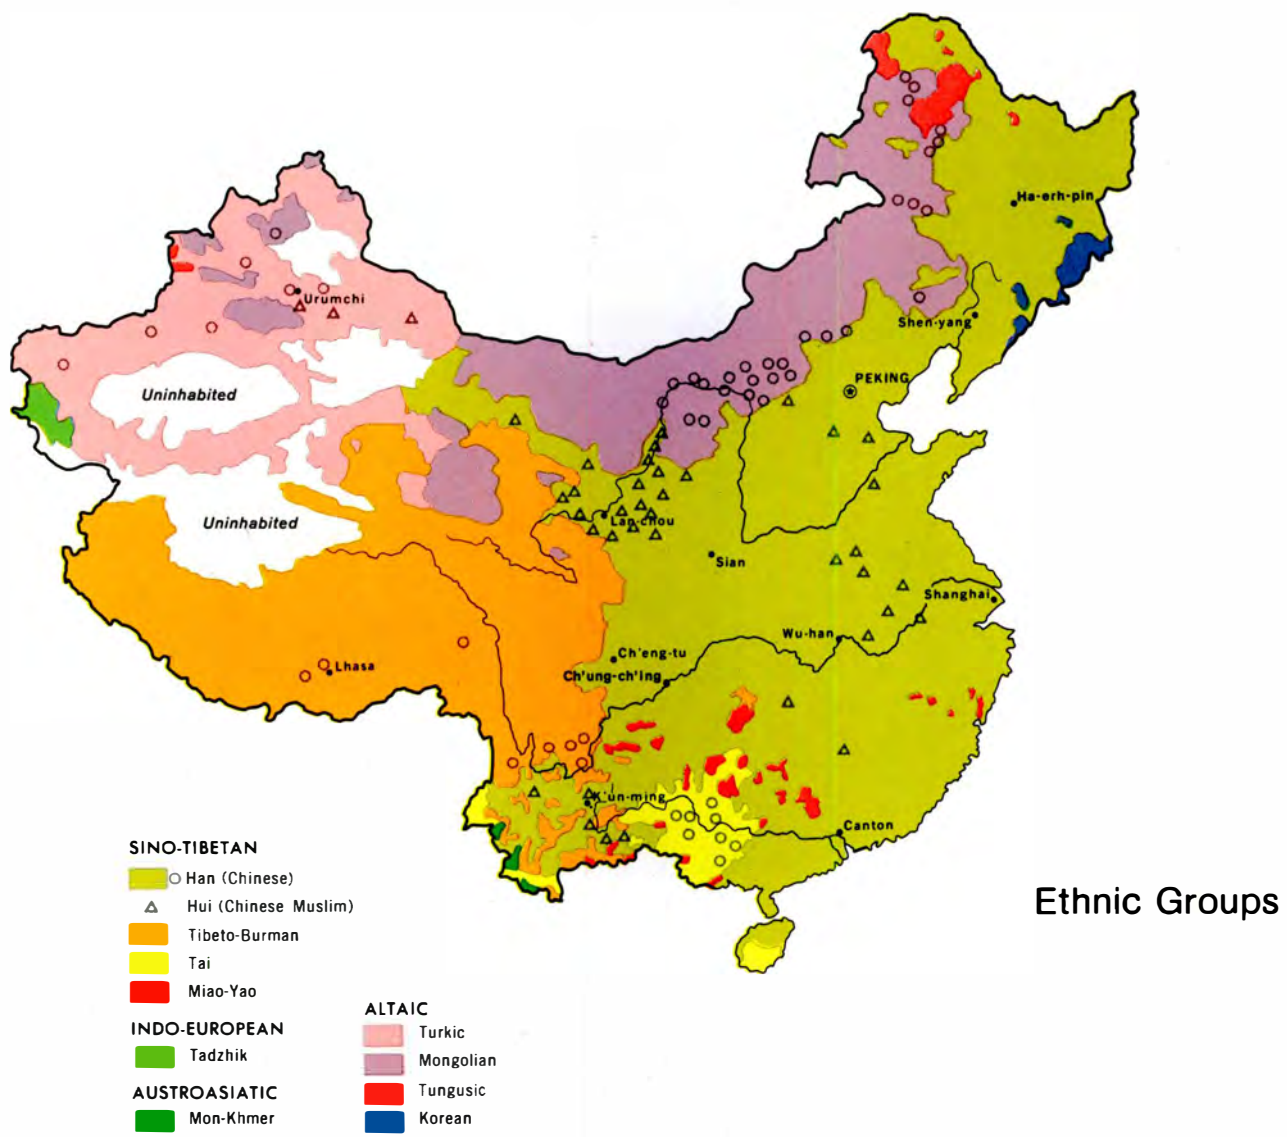 Ha-erh-pin
Urumchi
Shen-yang
PEKING
Uninhabited
Uninhabited
Lan-chou
Sian
Shanghai
Wu-han
Ch'eng-tu
Ch'ung-ch'ing
Lhasa
K'un-ming
Canton
Ethnic Groups
SINO-TIBETAN
Han (Chinese)
Hui (Chinese Muslim)
Tibeto-Burman
Tai
Miao-Yao
INDO-EUROPEAN
Tadzhik
AUSTROASIATIC
Mon-Khmer
ALTAIC
Turkic
Mongolian
Tungusic
Korean